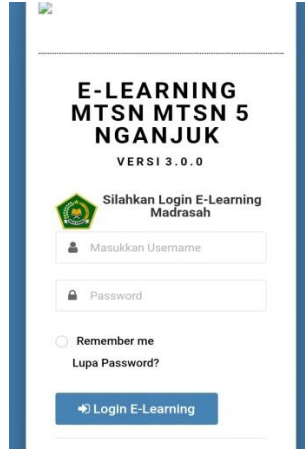 E-LEARNING
MTSN MTSN 5
NGANJUK
VERSI 3.0.0
Silahkan Login E-Learning
Madrasah
Masukkan Username
Password
Remember me
Lupa Password?
Login E-Learning